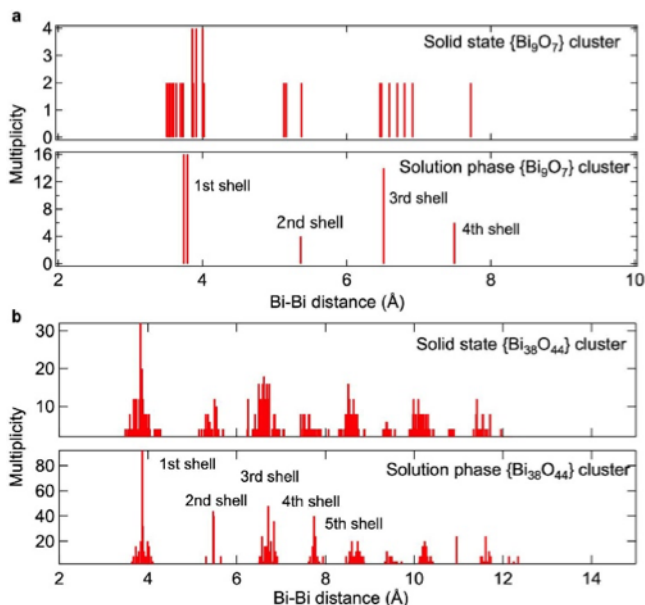 a
4
3
2
1
0
Solid state {Bi₉O₇} cluster
16
12
8
4
0
Solution phase {Bi₉O₇} cluster
1st shell
2nd shell
3rd shell
4th shell
Multiplicity
2 4 6 8 10
Bi-Bi distance (Å)
b
30
20
10
Solid state {Bi₃₈O₄₄} cluster
80
60
40
20
Solution phase {Bi₃₈O₄₄} cluster
1st shell
2nd shell
3rd shell
4th shell
5th shell
Multiplicity
2 4 6 8 10 12 14
Bi-Bi distance (Å)